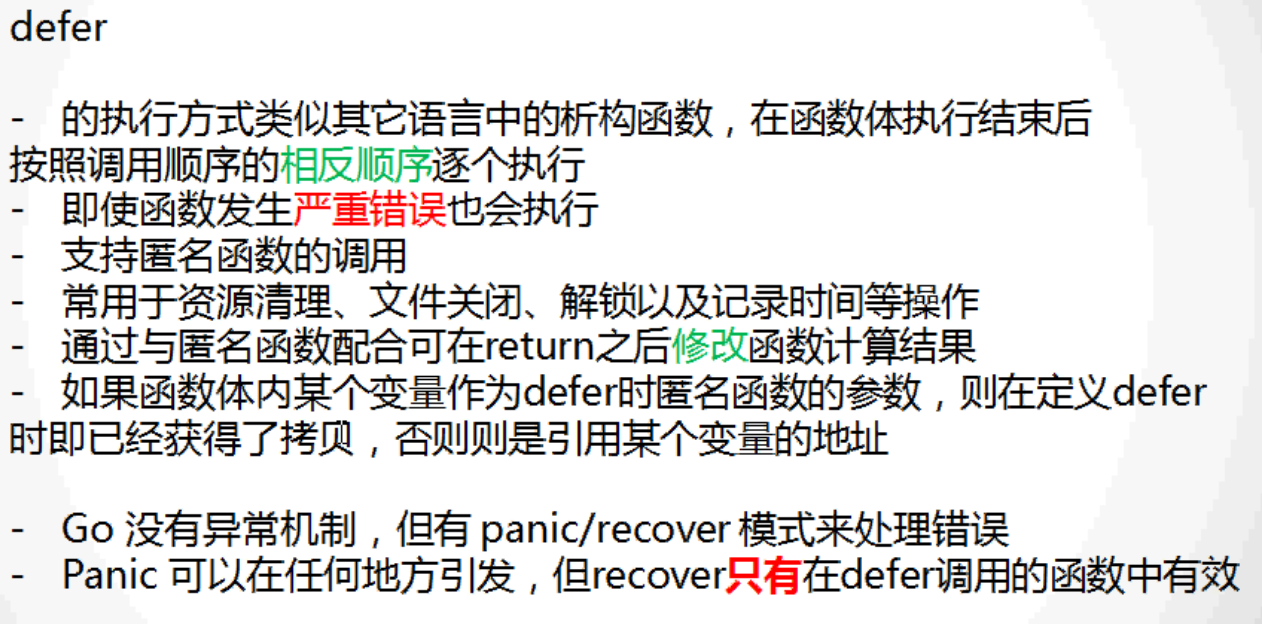 defer
- 的执行方式类似其它语言中的析构函数，在函数体执行结束后
按照调用顺序的相反顺序逐个执行
- 即使函数发生严重错误也会执行
- 支持匿名函数的调用
- 常用于资源清理、文件关闭、解锁以及记录时间等操作
- 通过与匿名函数配合可在return之后修改函数计算结果
- 如果函数体内某个变量作为defer时匿名函数的参数，则在定义defer
时即已经获得了拷贝，否则则是引用某个变量的地址
- Go 没有异常机制，但有 panic/recover 模式来处理错误
- Panic 可以在任何地方引发，但recover只有在defer调用的函数中有效